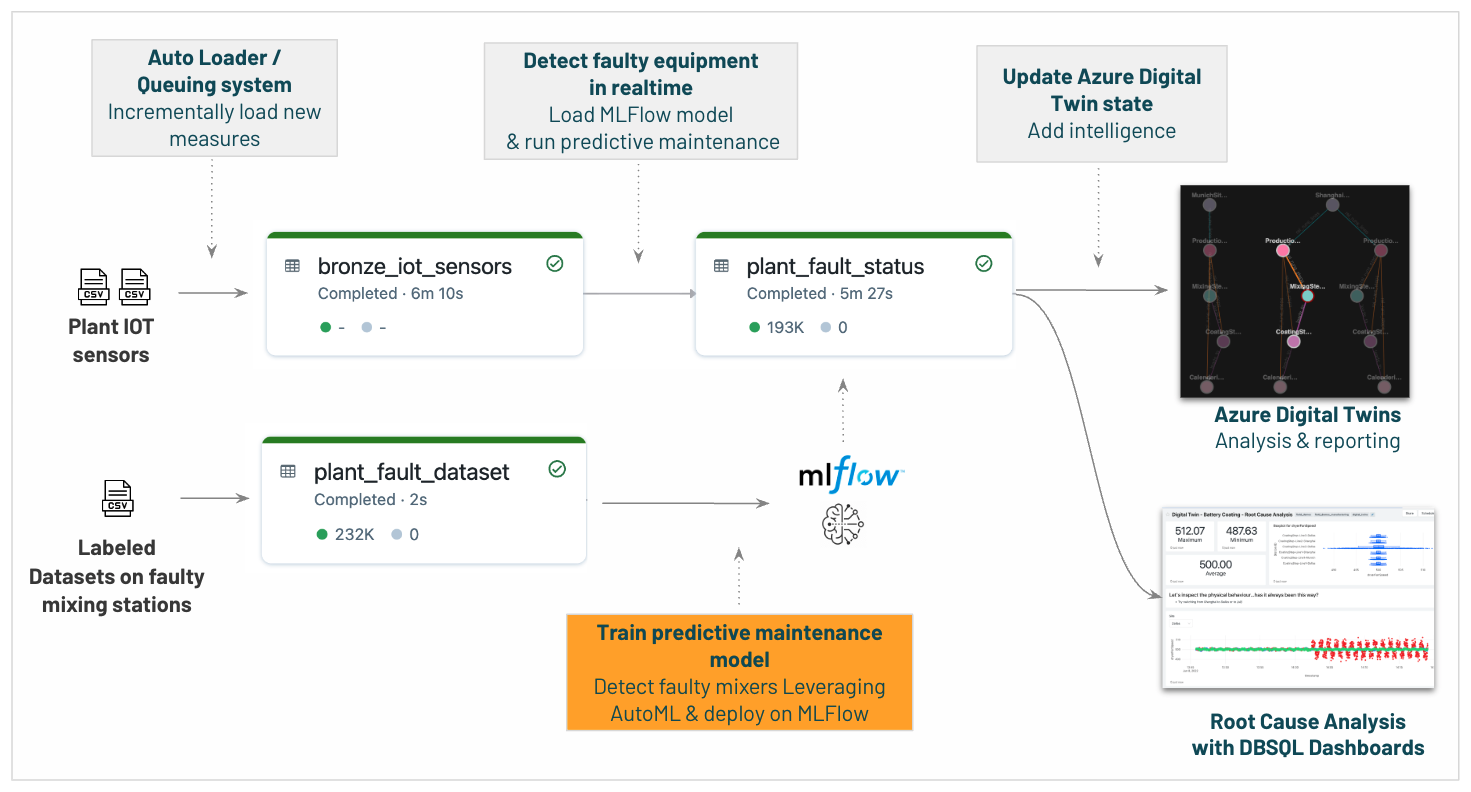 Auto Loader /
Queuing system
Incrementally load new
measures
Detect faulty equipment
in realtime
Load MLFlow model
& run predictive maintenance
Update Azure Digital
Twin state
Add intelligence
CSV CSV
Plant IOT
sensors
bronze_iot_sensors
Completed · 6m 10s
- -
plant_fault_status
Completed · 5m 27s
193K 0
MunichSit...
Shanghai...
Productio...
Productio...
Productio...
MixingSte...
MixingSte...
MixingSte...
CoatingSt...
CoatingSt...
CoatingSt...
Calenderi...
Calenderi...
Calenderi...
Azure Digital Twins
Analysis & reporting
CSV
Labeled
Datasets on faulty
mixing stations
plant_fault_dataset
Completed · 2s
232K 0
mlflow
Train predictive maintenance
model
Detect faulty mixers Leveraging
AutoML & deploy on MLFlow
Digital Twin - Battery Coating - Root Cause Analysis
512.07
Maximum
487.63
Minimum
500.00
Average
Let's inspect the physical behaviour...has it always been this way?
Root Cause Analysis
with DBSQL Dashboards